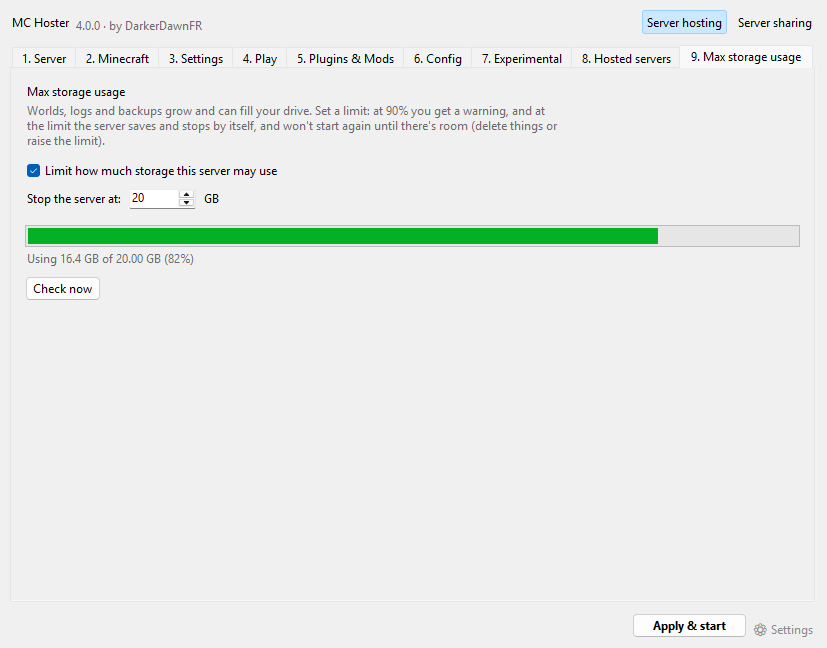 MC Hoster 4.0.0 · by DarkerDawnFR
Server hosting
Server sharing
1. Server
2. Minecraft
3. Settings
4. Play
5. Plugins & Mods
6. Config
7. Experimental
8. Hosted servers
9. Max storage usage
Max storage usage
Worlds, logs and backups grow and can fill your drive. Set a limit: at 90% you get a warning, and at
the limit the server saves and stops by itself, and won't start again until there's room (delete things or
raise the limit).
Limit how much storage this server may use
Stop the server at: 20 GB
Using 16.4 GB of 20.00 GB (82%)
Check now
Apply & start
Settings